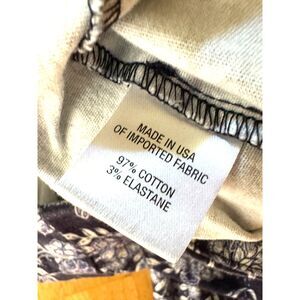 MADE IN USA
OF IMPORTED FABRIC
97% COTTON
3% ELASTANE